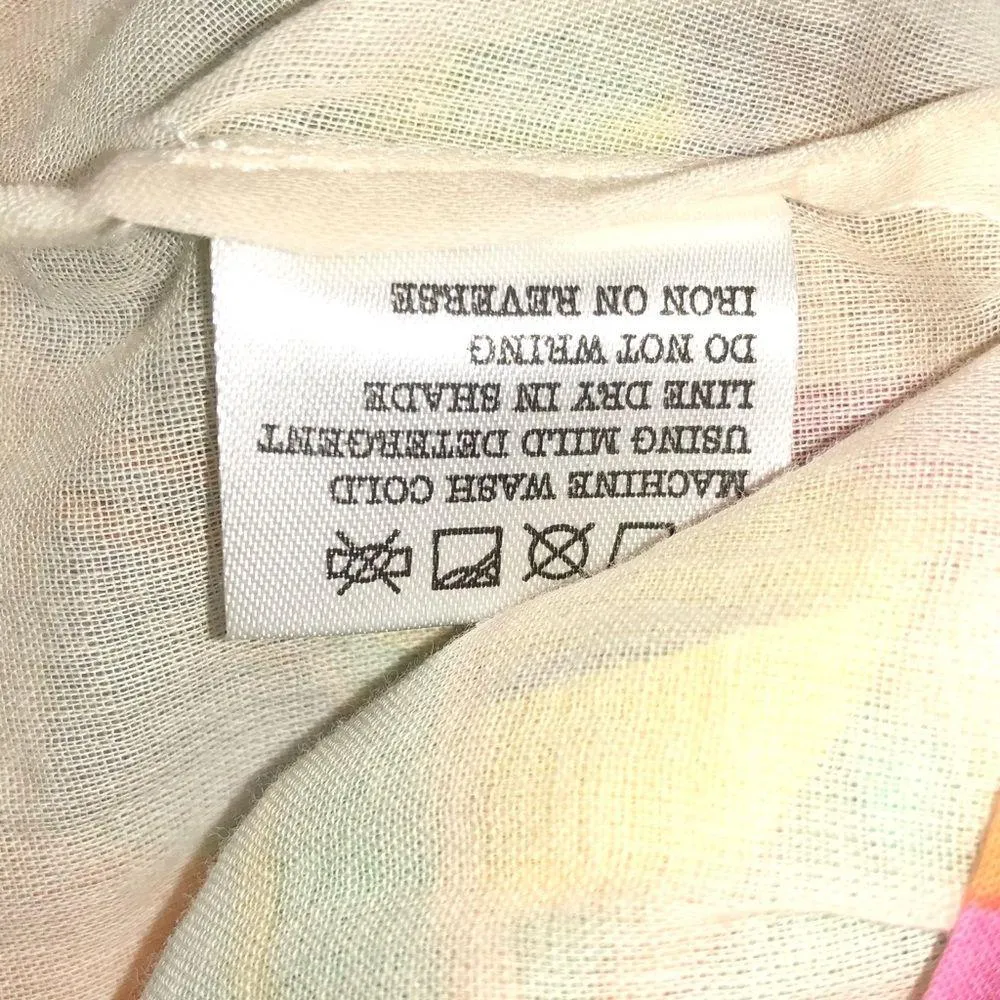 MACHINE WASH COLD
USING MILD DETERGENT
LINE DRY IN SHADE
DO NOT WRING
IRON ON REVERSE